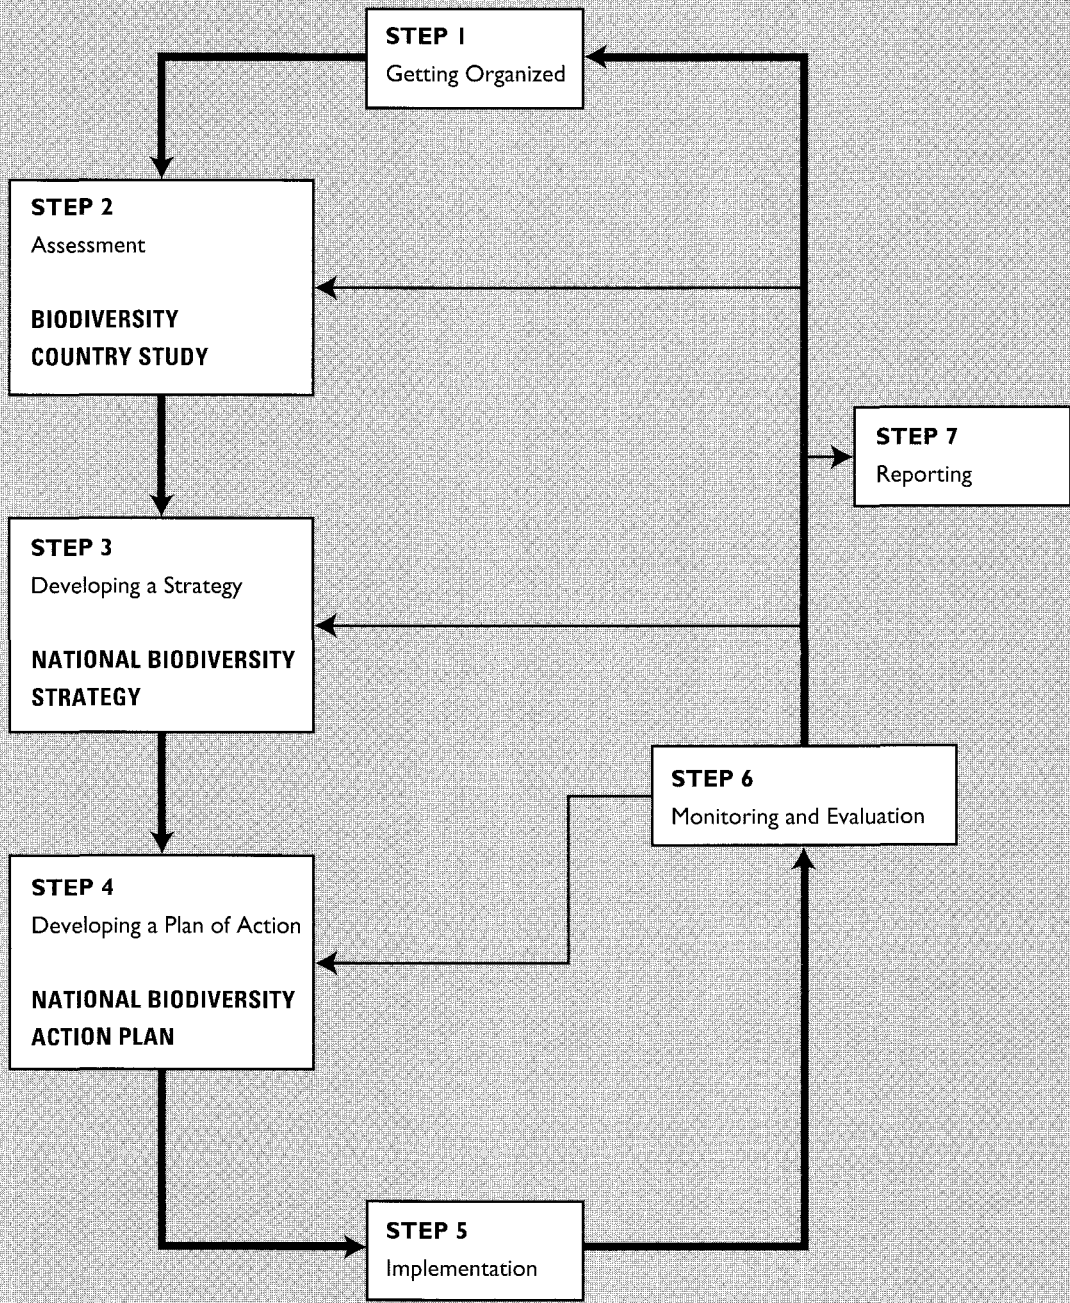 STEP 1
Getting Organized
STEP 2
Assessment
BIODIVERSITY
COUNTRY STUDY
STEP 7
Reporting
STEP 3
Developing a Strategy
NATIONAL BIODIVERSITY
STRATEGY
STEP 6
Monitoring and Evaluation
STEP 4
Developing a Plan of Action
NATIONAL BIODIVERSITY
ACTION PLAN
STEP 5
Implementation